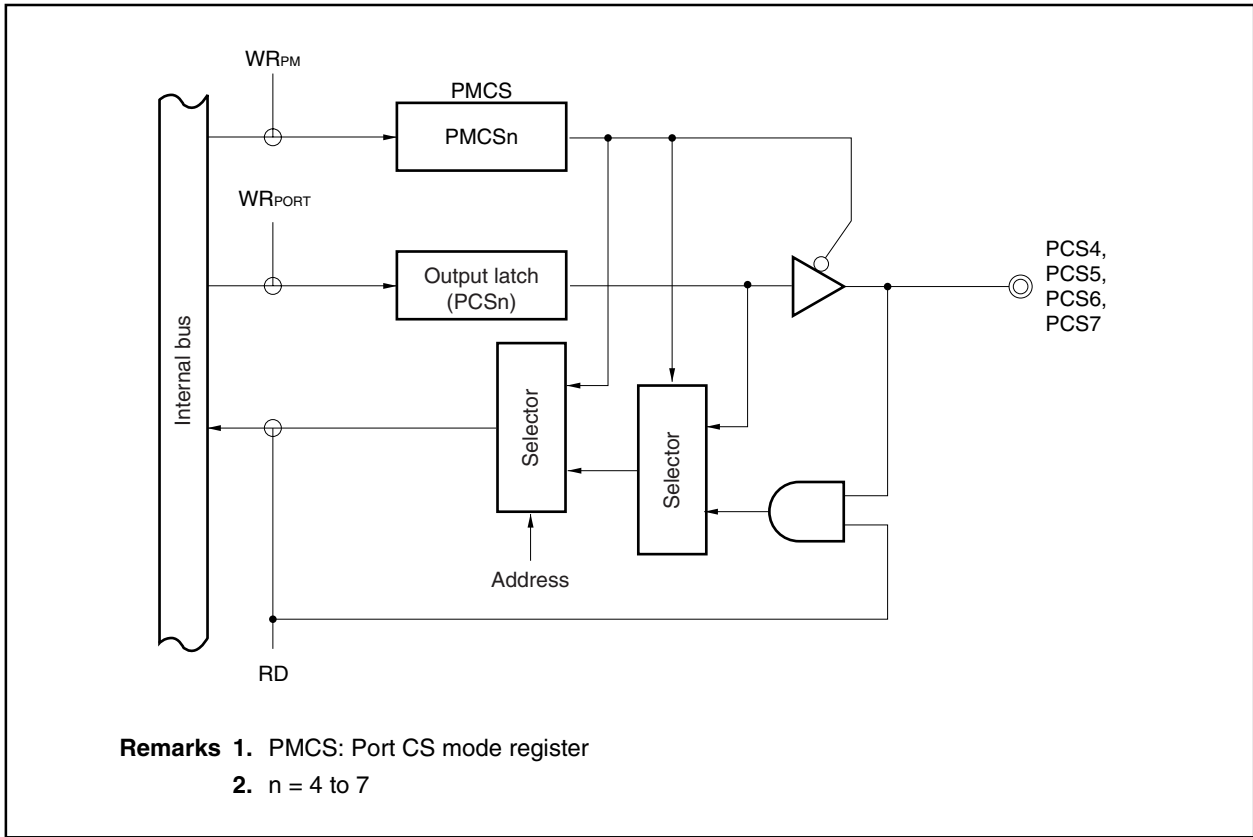 WRPM
PMCS
PMCSn
WRPORT
Output latch
(PCSn)
PCS4,
PCS5,
PCS6,
PCS7
Internal bus
Selector
Selector
Address
RD
Remarks 1. PMCS: Port CS mode register
2. n = 4 to 7